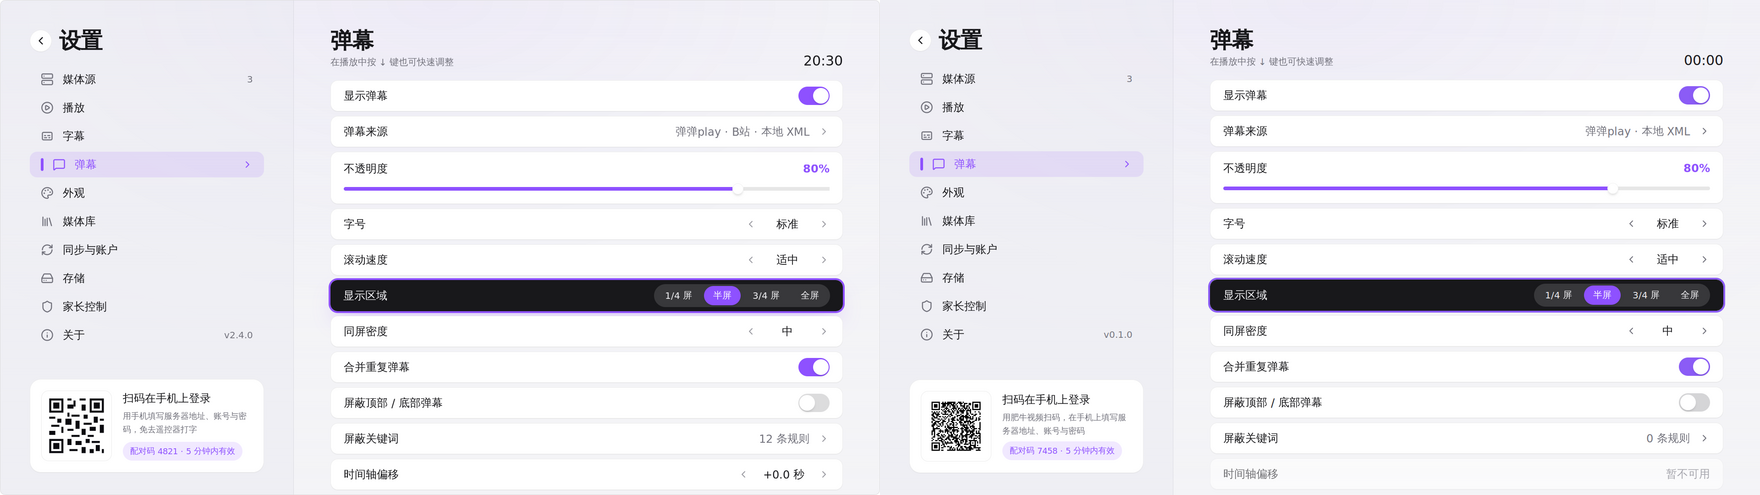 设置
媒体源 3
播放
字幕
弹幕
外观
媒体库
同步与账户
存储
家长控制
关于 v2.4.0
扫码在手机上登录
用手机填写服务器地址、账号与密
码，免去遥控器打字
配对码 4821 · 5 分钟内有效
弹幕
在播放中按 ↓ 键也可快速调整
20:30
显示弹幕
弹幕来源 弹弹play · B站 · 本地 XML
不透明度 80%
字号 标准
滚动速度 适中
显示区域 1/4 屏 半屏 3/4 屏 全屏
同屏密度 中
合并重复弹幕
屏蔽顶部 / 底部弹幕
屏蔽关键词 12 条规则
时间轴偏移 +0.0 秒
设置
媒体源 3
播放
字幕
弹幕
外观
媒体库
同步与账户
存储
家长控制
关于 v0.1.0
扫码在手机上登录
用肥牛视频扫码，在手机上填写服
务器地址、账号与密码
配对码 7458 · 5 分钟内有效
弹幕
在播放中按 ↓ 键也可快速调整
00:00
显示弹幕
弹幕来源 弹弹play · 本地 XML
不透明度 80%
字号 标准
滚动速度 适中
显示区域 1/4 屏 半屏 3/4 屏 全屏
同屏密度 中
合并重复弹幕
屏蔽顶部 / 底部弹幕
屏蔽关键词 0 条规则
时间轴偏移 暂不可用